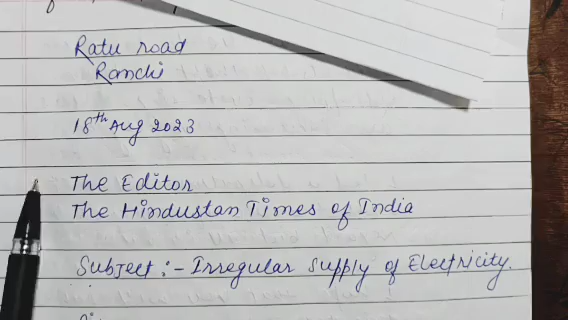 Ratu road
Ranchi
18th Aug 2023
The Editor
The Hindustan Times of India
Subject :- Irregular Supply of Electricity.